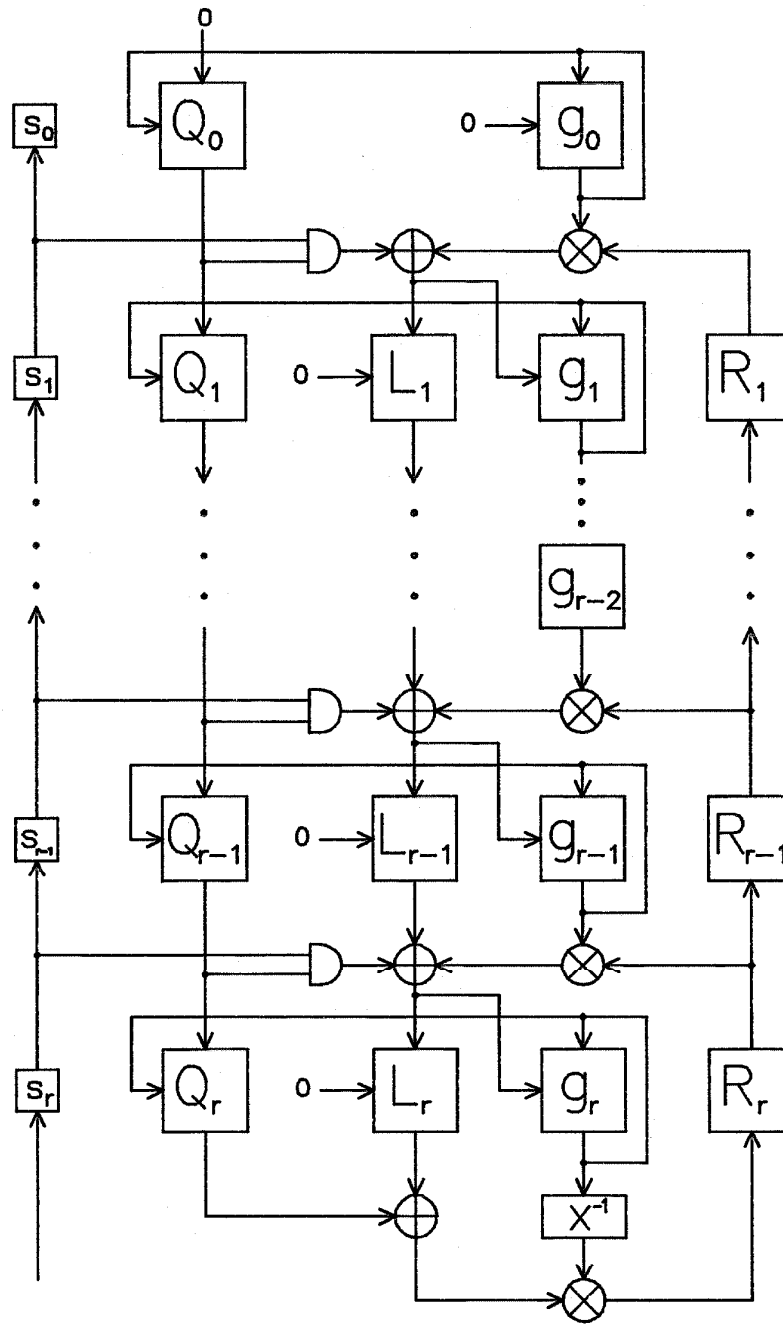 0
S₀ Q₀ 0 g₀
S₁ Q₁ 0 L₁ g₁ R₁
gᵣ₋₂
Sᵣ₋₁ Qᵣ₋₁ 0 Lᵣ₋₁ gᵣ₋₁ Rᵣ₋₁
Sᵣ Qᵣ 0 Lᵣ gᵣ Rᵣ
X⁻¹